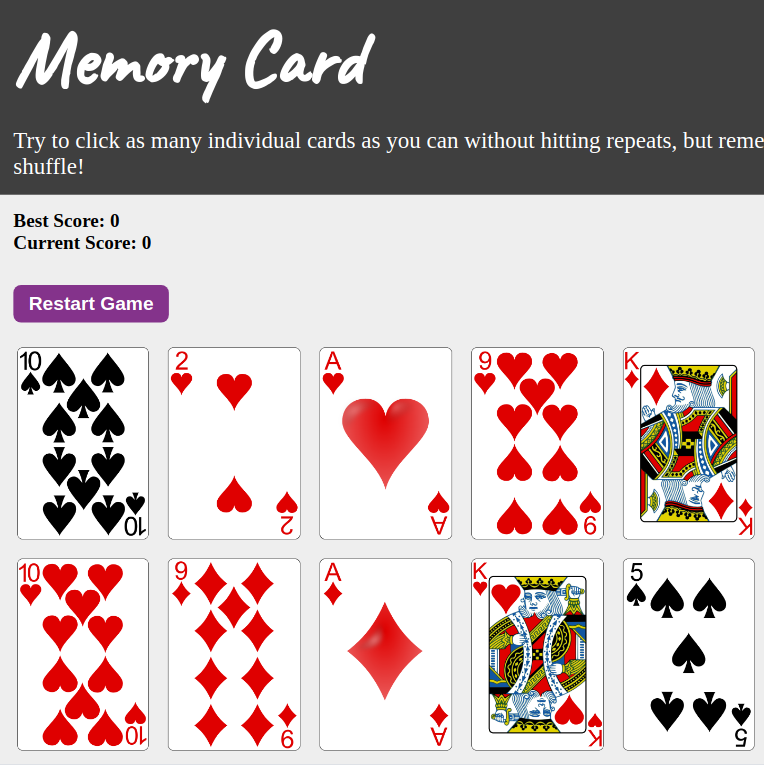 Memory Card
Try to click as many individual cards as you can without hitting repeats, but reme
shuffle!
Best Score: 0
Current Score: 0
Restart Game
10 2 A 9 K
10 2 A 9 K
10 9 A K 5
10 9 A K 5